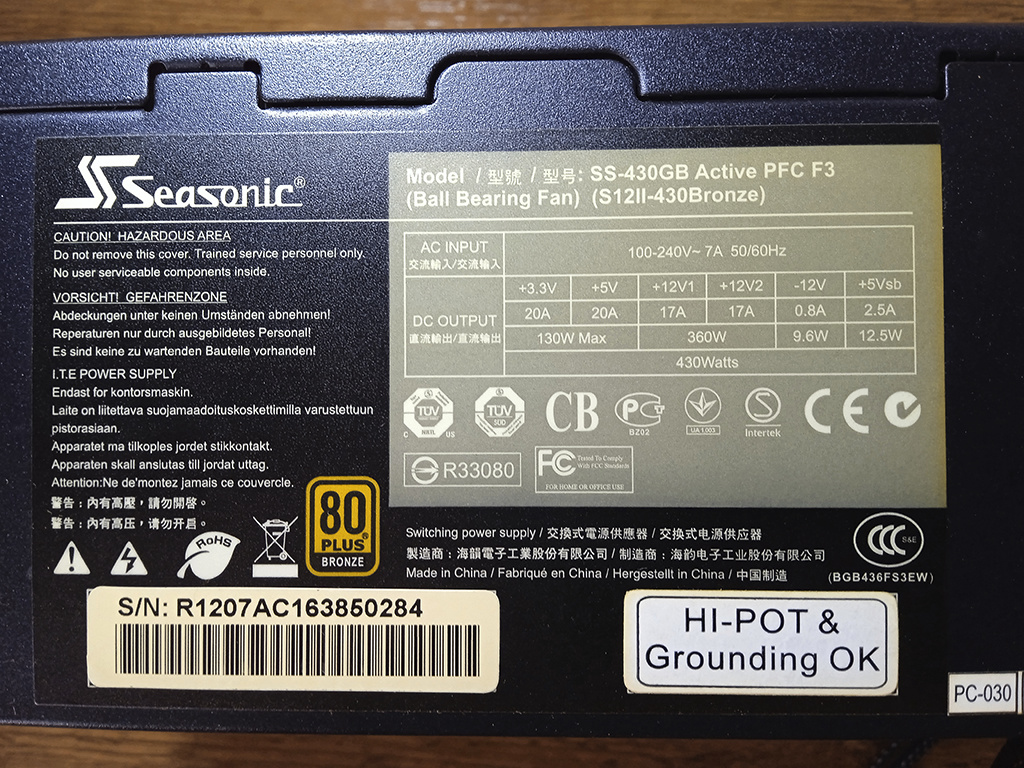 Seasonic®
CAUTION! HAZARDOUS AREA
Do not remove this cover. Trained service personnel only.
No user serviceable components inside.
VORSICHT! GEFAHRENZONE
Abdeckungen unter keinen Umständen abnehmen!
Reperaturen nur durch ausgebildetes Personal!
Es sind keine zu wartenden Bauteile vorhanden!
I.T.E POWER SUPPLY
Endast for kontorsmaskin.
Laite on liitettava suojamaadoituskoskettimilla varustettuun
pistorasiaan.
Apparatet ma tilkoples jordet stikkontakt.
Apparaten skall anslutas till jordat uttag.
Attention:Ne de'montez jamais ce couvercle.
警告：內有高壓，請勿開啓。
警告：内有高压，请勿开启。
RoHS
80
PLUS®
BRONZE
Model / 型號 / 型号: SS-430GB Active PFC F3
(Ball Bearing Fan) (S12II-430Bronze)
AC INPUT 100-240V~ 7A 50/60Hz
交流輸入/交流输入
+3.3V +5V +12V1 +12V2 -12V +5Vsb
DC OUTPUT 20A 20A 17A 17A 0.8A 2.5A
直流輸出/直流输出 130W Max 360W 9.6W 12.5W
430Watts
TÜV
C NRTL US
TÜV
SÜD
CB
PCT
BZ02
UA 1.003
S
Intertek
CE
R33080
FC Tested To Comply
With FCC Standards
FOR HOME OR OFFICE USE
Switching power supply / 交換式電源供應器 / 交换式电源供应器
製造商：海韻電子工業股份有限公司 / 制造商：海韵电子工业股份有限公司
Made in China / Fabriqué en China / Hergestellt in China / 中国制造
CCC S&E
(BGB436FS3EW)
S/N: R1207AC163850284
HI-POT &
Grounding OK
PC-030